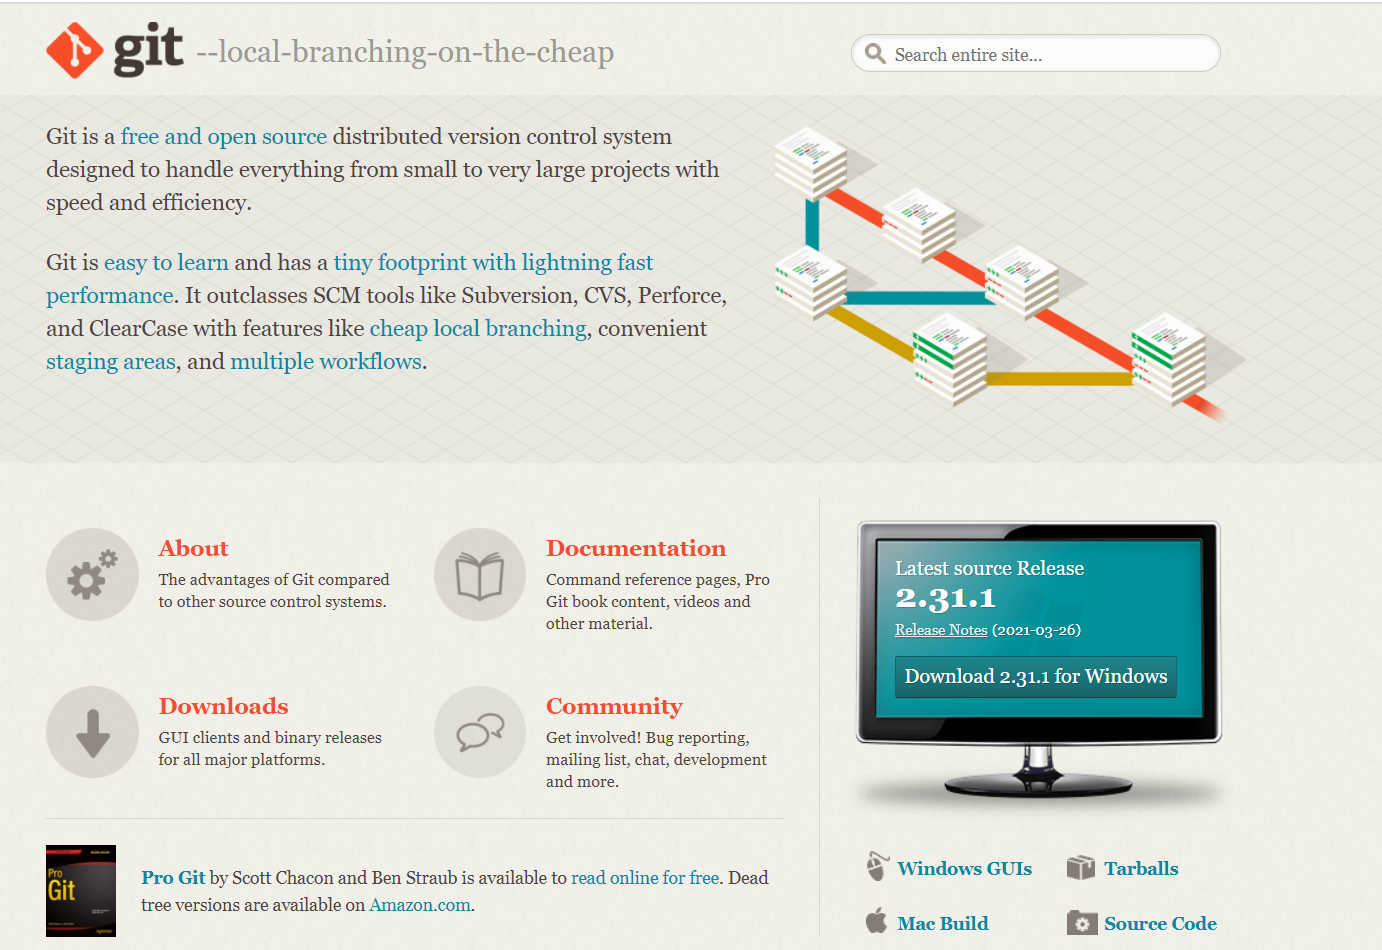 git --local-branching-on-the-cheap
Search entire site...
Git is a free and open source distributed version control system
designed to handle everything from small to very large projects with
speed and efficiency.
Git is easy to learn and has a tiny footprint with lightning fast
performance. It outclasses SCM tools like Subversion, CVS, Perforce,
and ClearCase with features like cheap local branching, convenient
staging areas, and multiple workflows.
About
The advantages of Git compared
to other source control systems.
Documentation
Command reference pages, Pro
Git book content, videos and
other material.
Downloads
GUI clients and binary releases
for all major platforms.
Community
Get involved! Bug reporting,
mailing list, chat, development
and more.
Pro
Git
Pro Git by Scott Chacon and Ben Straub is available to read online for free. Dead
tree versions are available on Amazon.com.
Latest source Release
2.31.1
Release Notes (2021-03-26)
Download 2.31.1 for Windows
Windows GUIs
Tarballs
Mac Build
Source Code